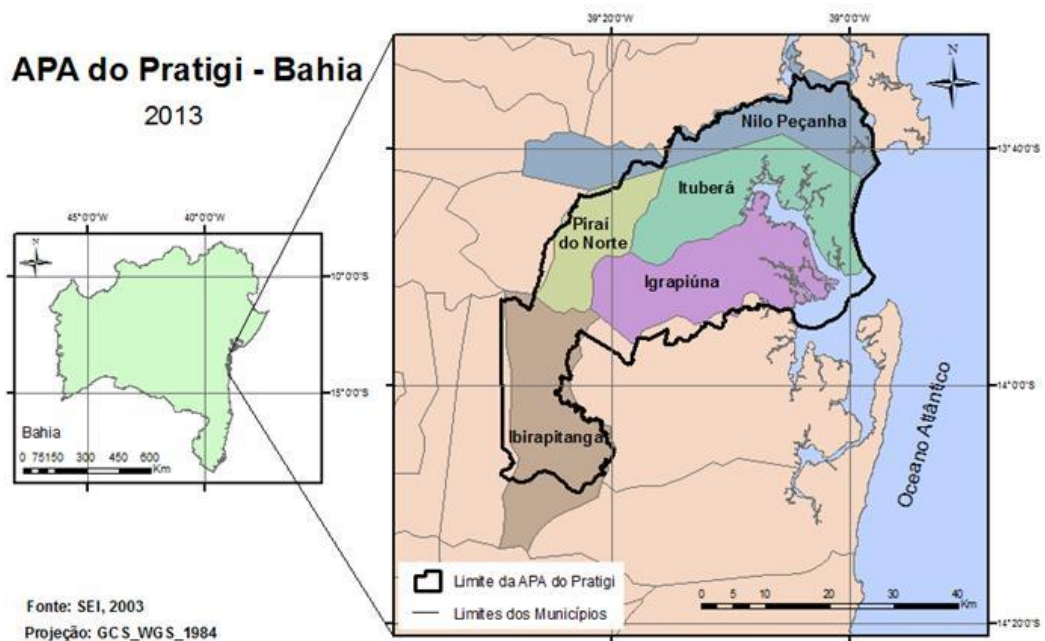 APA do Pratigi - Bahia
2013
45°0'0"W
40°0'0"W
N
10°0'0"S
15°0'0"S
Bahia
0 75150 300 450 600
Km
Fonte: SEI, 2003
Projeção: GCS_WGS_1984
39°20'0"W
39°0'0"W
N
Nilo Peçanha
13°40'0"S
Ituberá
Piraí
do Norte
Igrapiúna
14°0'0"S
Ibirapitanga
Oceano Atlântico
Limite da APA do Pratigi
Limites dos Municípios
0 5 10 20 30 40
Km
14°20'0"S